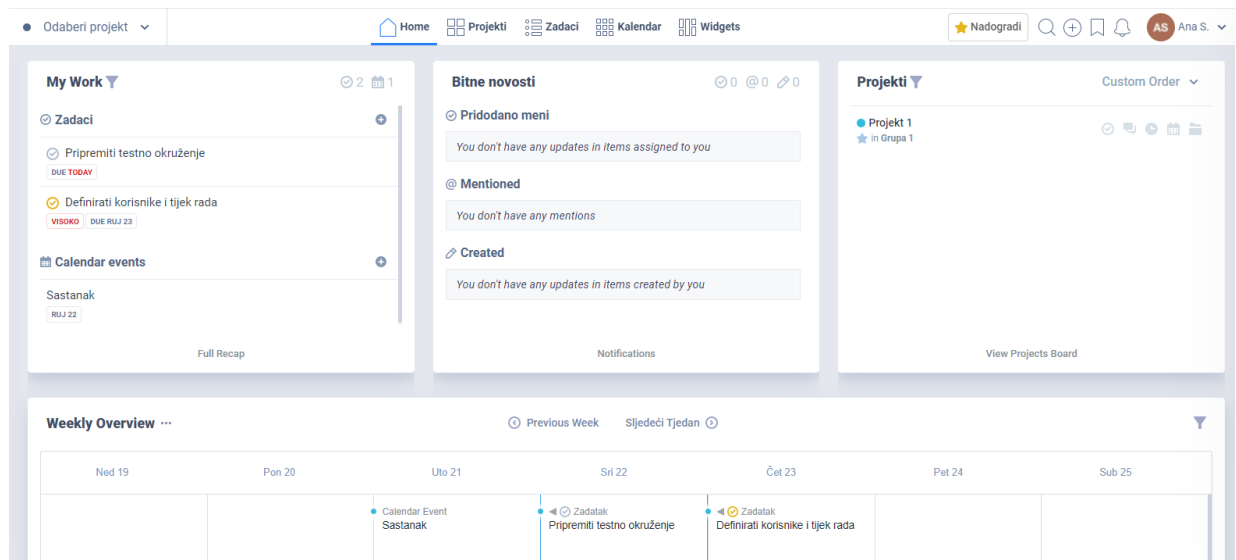 Odaberi projekt
Home Projekti Zadaci Kalendar Widgets
Nadogradi
AS Ana S.
My Work 2 1
Zadaci
Pripremiti testno okruženje
DUE TODAY
Definirati korisnike i tijek rada
VISOKO DUE RUJ 23
Calendar events
Sastanak
RUJ 22
Full Recap
Bitne novosti 0 @ 0 0
Pridodano meni
You don't have any updates in items assigned to you
@ Mentioned
You don't have any mentions
Created
You don't have any updates in items created by you
Notifications
Projekti Custom Order
Projekt 1
in Grupa 1
View Projects Board
Weekly Overview ...
Previous Week Sljedeći Tjedan
Ned 19 Pon 20 Uto 21 Sri 22 Čet 23 Pet 24 Sub 25
Calendar Event
Sastanak
Zadatak
Pripremiti testno okruženje
Zadatak
Definirati korisnike i tijek rada